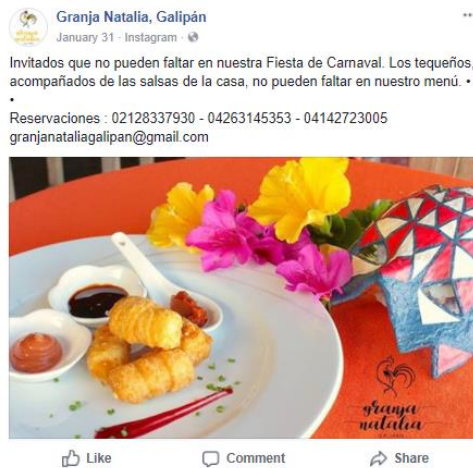 Granja Natalia, Galipán
January 31 · Instagram ·
Invitados que no pueden faltar en nuestra Fiesta de Carnaval. Los tequeños,
acompañados de las salsas de la casa, no pueden faltar en nuestro menú. •
•
Reservaciones : 02128337930 - 04263145353 - 04142723005
granjanataliagalipan@gmail.com
granja
natalia
Like Comment Share